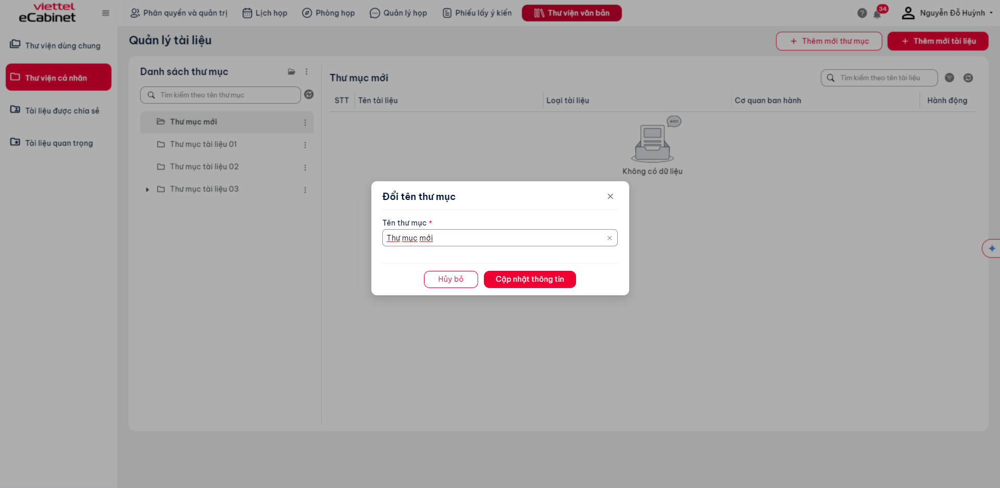 viettel
eCabinet
Phân quyền và quản trị
Lịch họp
Phòng họp
Quản lý họp
Phiếu lấy ý kiến
Thư viện văn bản
34
Nguyễn Đỗ Huỳnh
Thư viện dùng chung
Thư viện cá nhân
Tài liệu được chia sẻ
Tài liệu quan trọng
Quản lý tài liệu
+ Thêm mới thư mục
+ Thêm mới tài liệu
Danh sách thư mục
Tìm kiếm theo tên thư mục
Thư mục mới
Thư mục tài liệu 01
Thư mục tài liệu 02
Thư mục tài liệu 03
Thư mục mới
Tìm kiếm theo tên tài liệu
STT
Tên tài liệu
Loại tài liệu
Cơ quan ban hành
Hành động
Không có dữ liệu
Đổi tên thư mục
Tên thư mục *
Thư mục mới
Hủy bỏ
Cập nhật thông tin